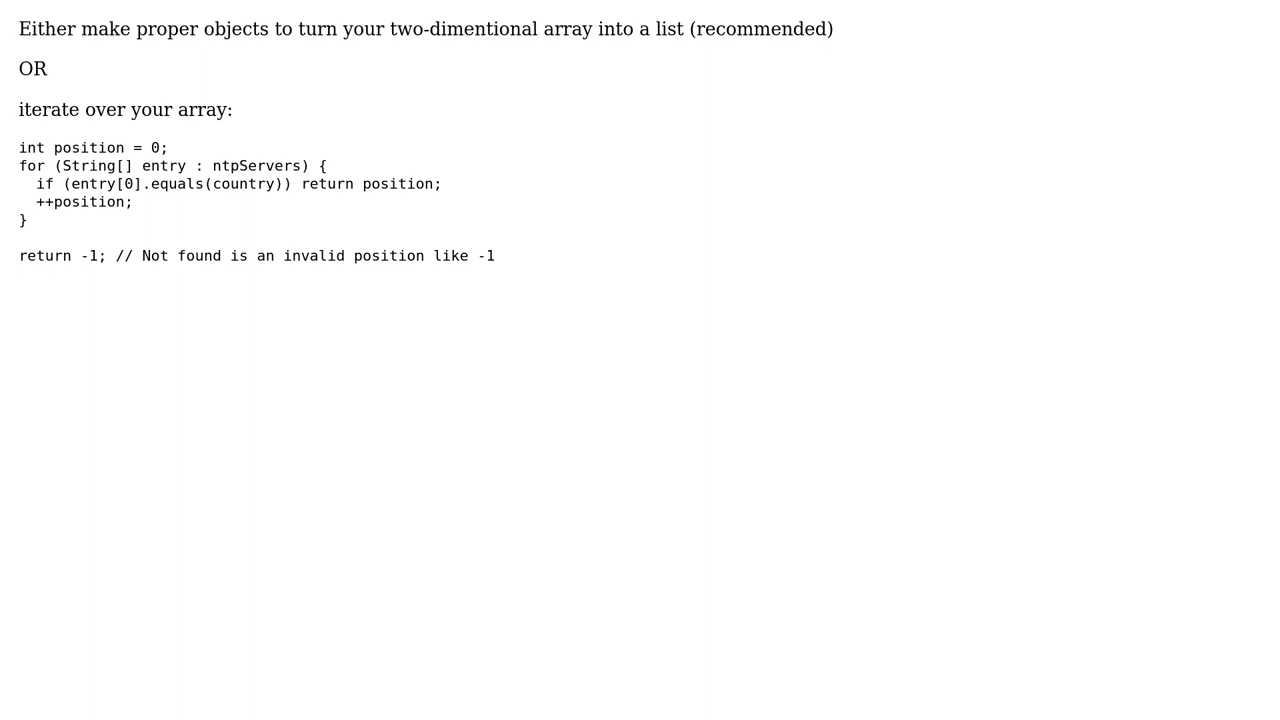 Either make proper objects to turn your two-dimentional array into a list (recommended)
OR
iterate over your array:
int position = 0;
for (String[] entry : ntpServers) {
  if (entry[0].equals(country)) return position;
  ++position;
}
return -1; // Not found is an invalid position like -1